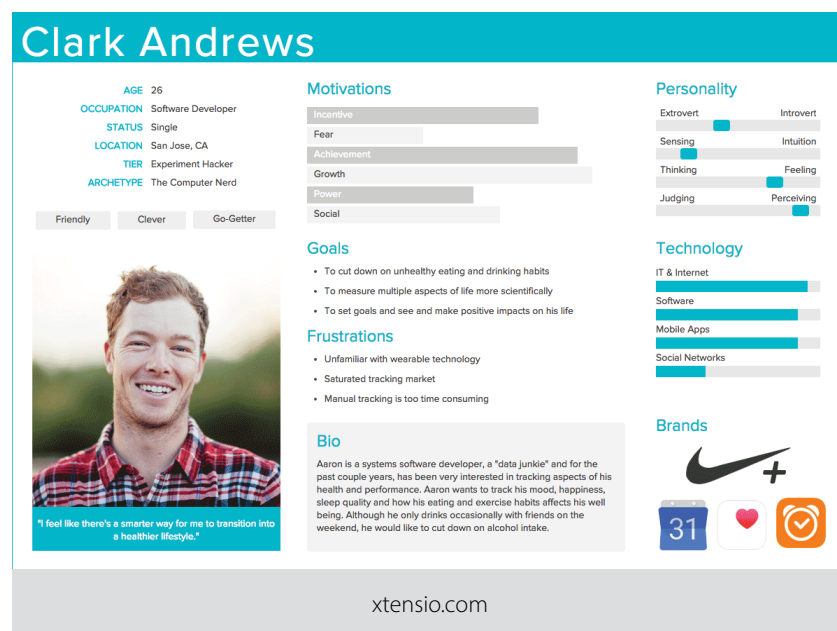 Clark Andrews
AGE 26
OCCUPATION Software Developer
STATUS Single
LOCATION San Jose, CA
TIER Experiment Hacker
ARCHETYPE The Computer Nerd
Friendly Clever Go-Getter
"I feel like there's a smarter way for me to transition into
a healthier lifestyle."
Motivations
Incentive
Fear
Achievement
Growth
Power
Social
Goals
• To cut down on unhealthy eating and drinking habits
• To measure multiple aspects of life more scientifically
• To set goals and see and make positive impacts on his life
Frustrations
• Unfamiliar with wearable technology
• Saturated tracking market
• Manual tracking is too time consuming
Bio
Aaron is a systems software developer, a "data junkie" and for the
past couple years, has been very interested in tracking aspects of his
health and performance. Aaron wants to track his mood, happiness,
sleep quality and how his eating and exercise habits affects his well
being. Although he only drinks occasionally with friends on the
weekend, he would like to cut down on alcohol intake.
Personality
Extrovert Introvert
Sensing Intuition
Thinking Feeling
Judging Perceiving
Technology
IT & Internet
Software
Mobile Apps
Social Networks
Brands
+
31
xtensio.com